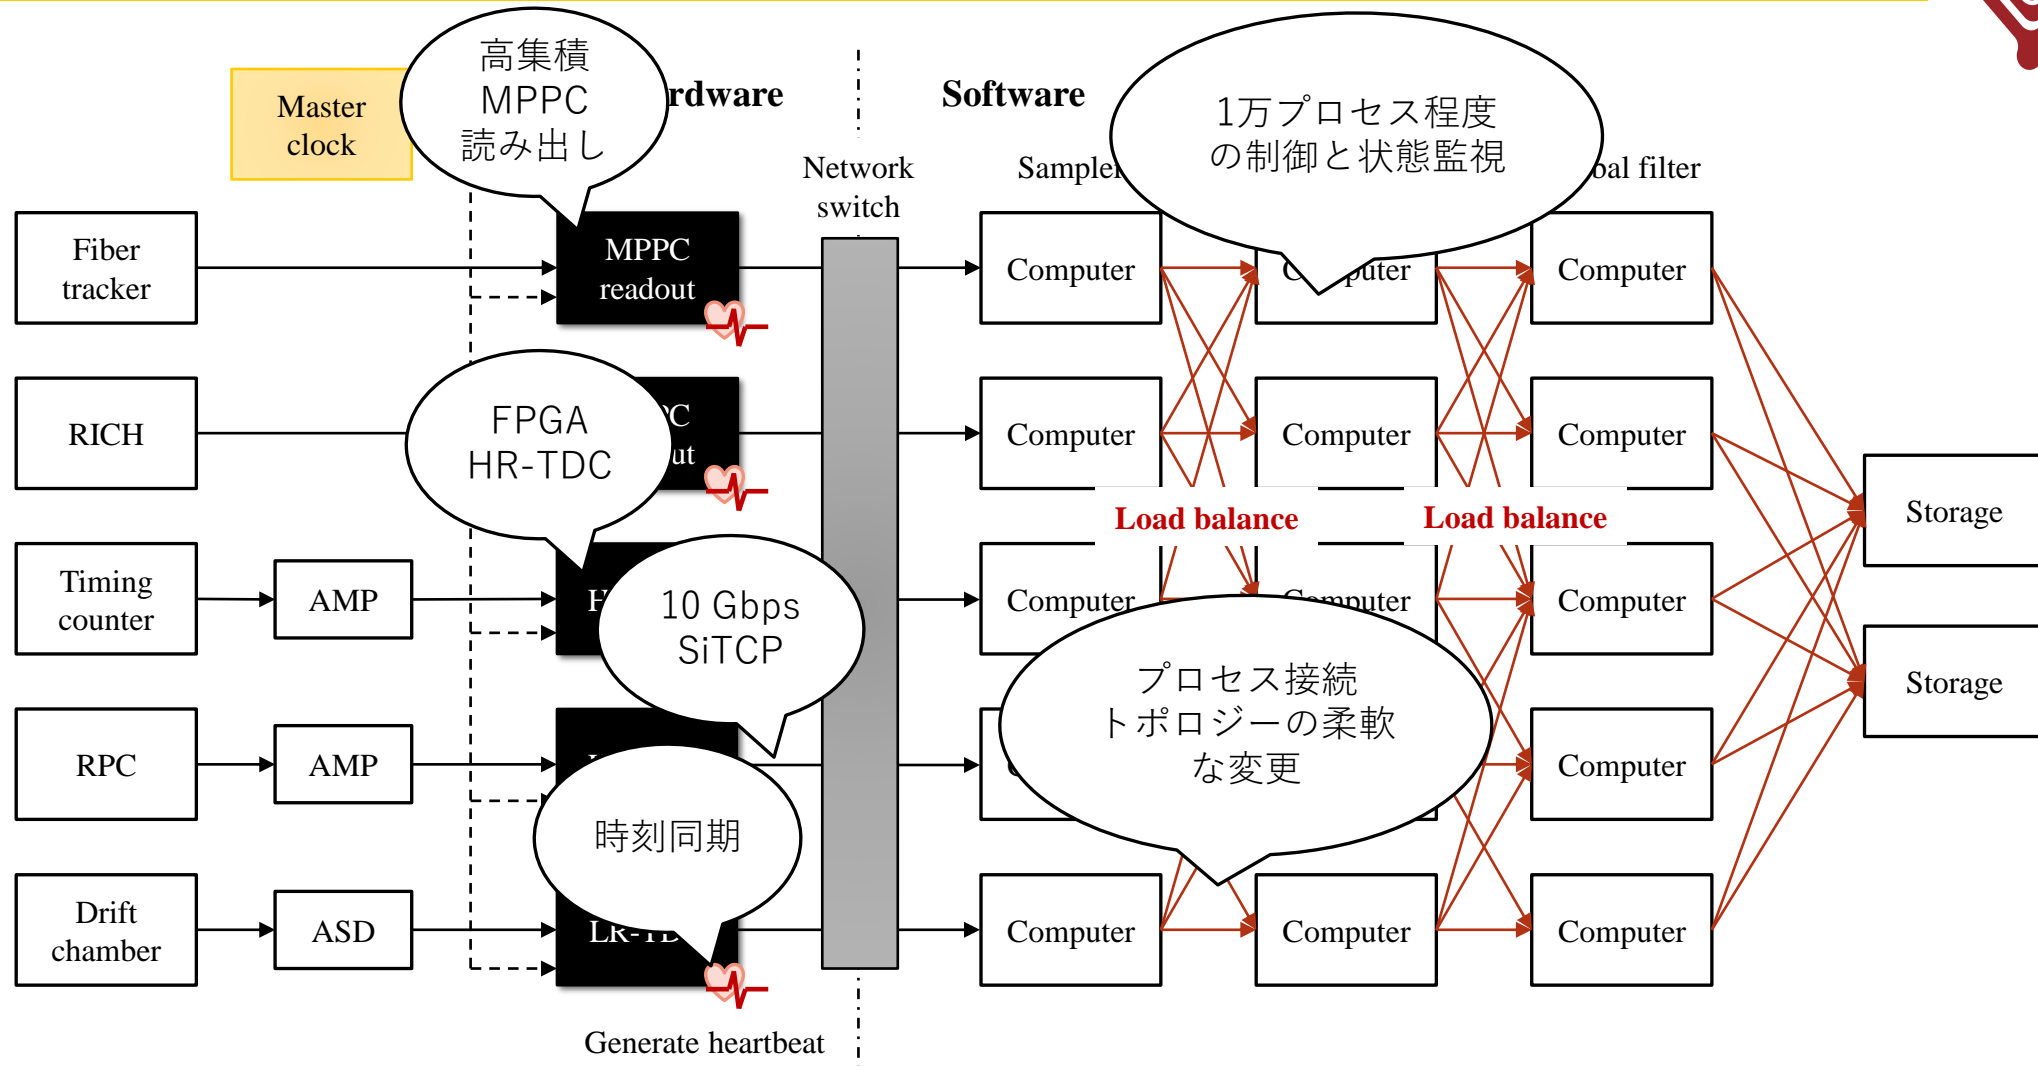 高集積
MPPC
読み出し
Master
clock
rdware
Software
1万プロセス程度
の制御と状態監視
Network
switch
Sampler
bal filter
Fiber
tracker
MPPC
readout
Computer
Computer
RICH
FPGA
HR-TDC
Computer
Computer
Computer
Load balance
Load balance
Storage
Timing
counter
AMP
10 Gbps
SiTCP
Computer
Computer
プロセス接続
トポロジーの柔軟
な変更
Storage
RPC
AMP
Computer
時刻同期
Drift
chamber
ASD
Computer
Computer
Computer
Generate heartbeat